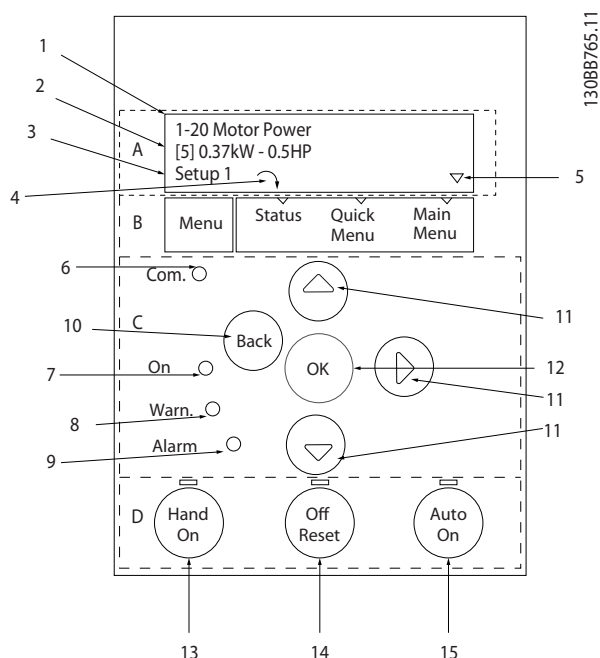 130BB765.11
1
2
3
A
1-20 Motor Power
[5] 0.37kW - 0.5HP
Setup 1
4
5
B
Menu
Status
Quick
Menu
Main
Menu
6
Com.
C
10
Back
11
OK
12
7
On
11
8
Warn.
11
9
Alarm
D
Hand
On
Off
Reset
Auto
On
13
14
15